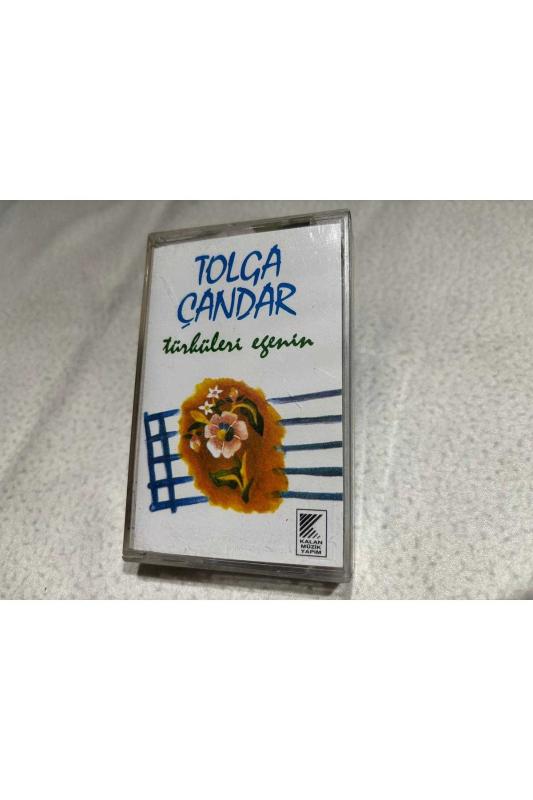 TOLGA
ÇANDAR
türküleri egenin
KALAN
MÜZİK
YAPIM